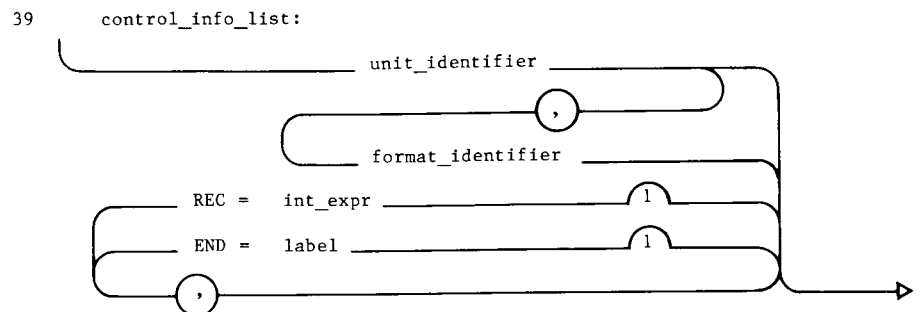 39 control_info_list:
unit_identifier
,
format_identifier
REC = int_expr 1
END = label 1
,